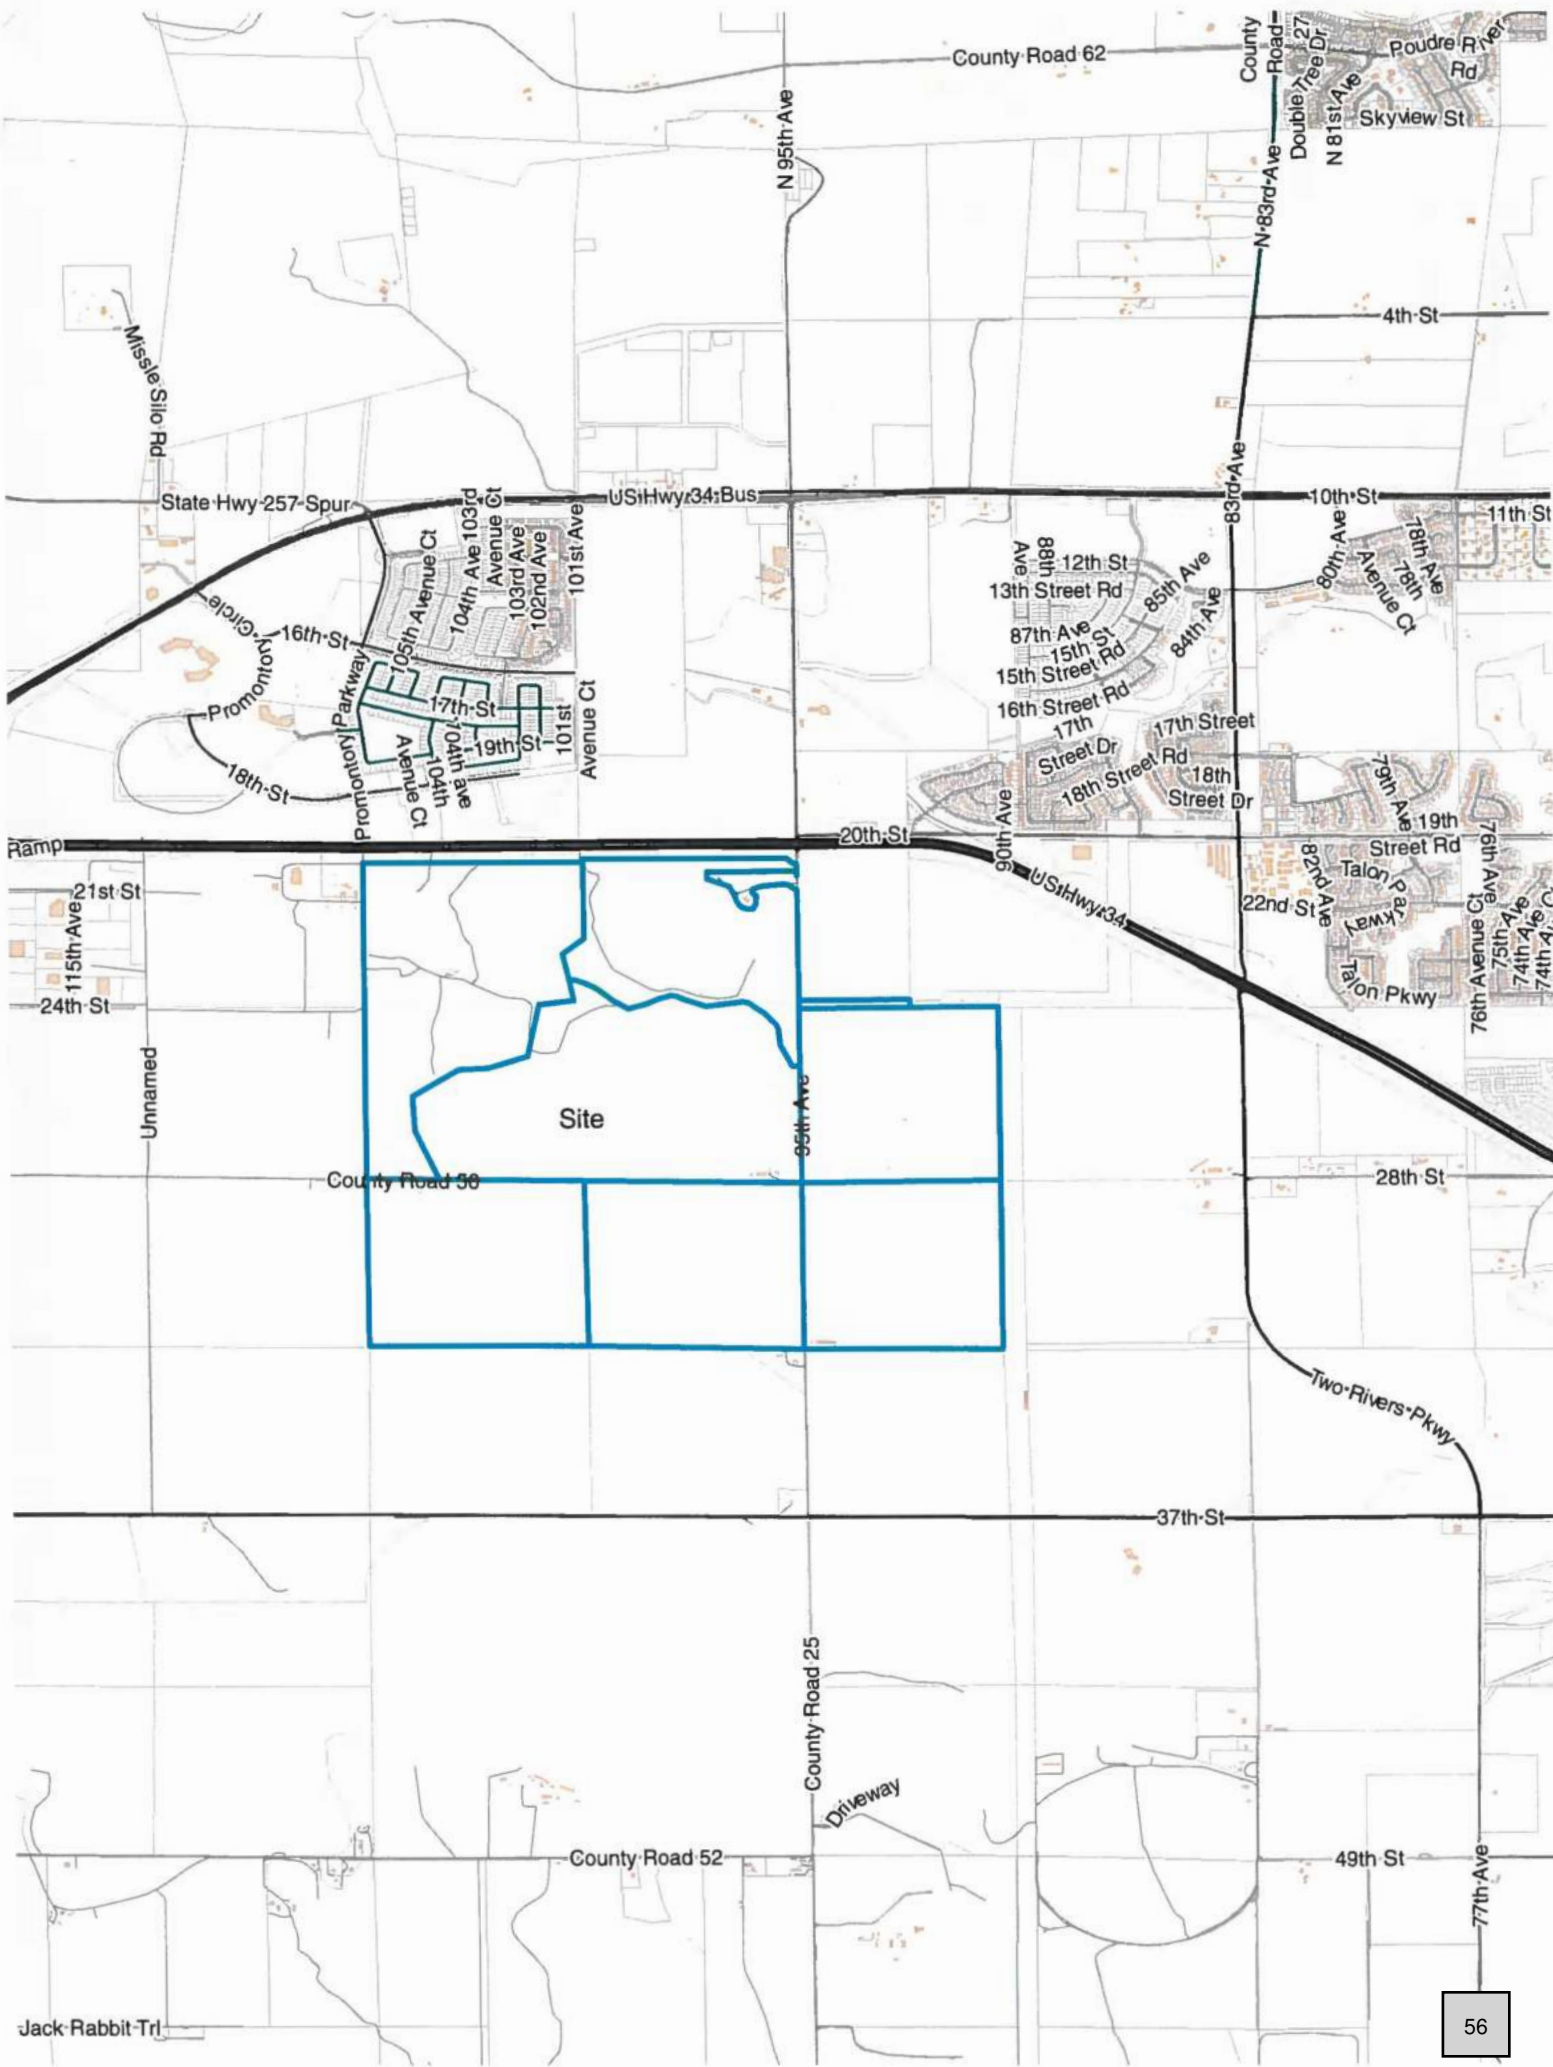 County Road 62
County
Road 27
Double Tree Dr
N 81st Ave
Poudre River
Rd
Skyview St
N 95th Ave
N 83rd Ave
4th St
Missle Silo Rd
State Hwy 257 Spur
US Hwy 34 Bus
83rd Ave
10th St
11th St
105th Avenue Ct
104th Ave
103rd
Avenue Ct
103rd Ave
102nd Ave
101st Ave
88th
Ave
12th St
13th Street Rd
85th Ave
84th Ave
80th Ave
78th Ave
78th
Avenue Ct
87th Ave
15th St
15th Street Rd
16th Street Rd
Promontory Circle
16th St
Promontory Parkway
17th St
19th St
101st
Avenue Ct
104th ave
104th
Avenue Ct
18th St
17th
Street Dr
17th Street
Rd
18th Street Rd
18th
Street Dr
79th Ave
19th
Street Rd
76th Ave
Ramp
20th St
90th Ave
US Hwy 34
82nd Ave
Talon Parkway
22nd St
Talon Pkwy
76th Avenue Ct
75th Ave
74th Ave Ct
74th A
21st St
115th Ave
24th St
Unnamed
Site
95th Ave
County Road 50
28th St
Two Rivers Pkwy
37th St
County Road 25
Driveway
County Road 52
49th St
77th Ave
Jack Rabbit Trl
56